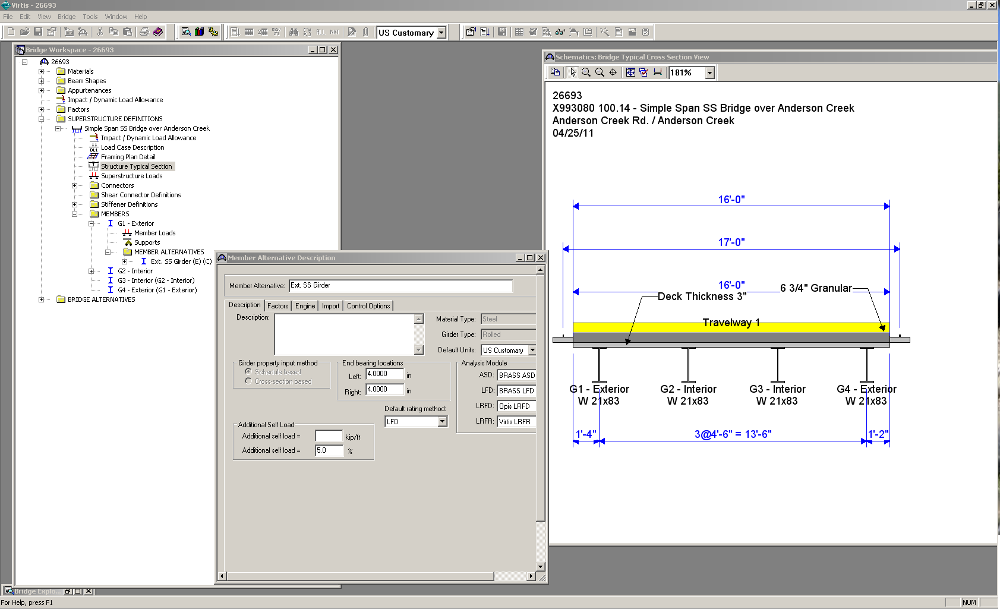 Virtis - 26693
File Edit View Bridge Tools Window Help
RESU LTS ALL NXT US Customary
Bridge Workspace - 26693
26693
Materials
Beam Shapes
Appurtenances
Impact / Dynamic Load Allowance
Factors
SUPERSTRUCTURE DEFINITIONS
Simple Span SS Bridge over Anderson Creek
Impact / Dynamic Load Allowance
DL1 Load Case Description
Framing Plan Detail
Structure Typical Section
Superstructure Loads
Connectors
Shear Connector Definitions
Stiffener Definitions
MEMBERS
G1 - Exterior
Member Loads
Supports
MEMBER ALTERNATIVES
Ext. SS Girder (E) (C)
G2 - Interior
G3 - Interior (G2 - Interior)
G4 - Exterior (G1 - Exterior)
BRIDGE ALTERNATIVES
Member Alternative Description
Member Alternative: Ext. SS Girder
Description Factors Engine Import Control Options
Description:
Material Type: Steel
Girder Type: Rolled
Default Units: US Customary
Girder property input method
Schedule based
Cross-section based
End bearing locations
Left: 4.0000 in
Right: 4.0000 in
Analysis Module
ASD: BRASS ASD
LFD: BRASS LFD
LRFD: Opis LRFD
LRFR: Virtis LRFR
Default rating method:
LFD
Additional Self Load
Additional self load = kip/ft
Additional self load = 5.0 %
Schematics: Bridge Typical Cross Section View
181%
26693
X993080 100.14 - Simple Span SS Bridge over Anderson Creek
Anderson Creek Rd. / Anderson Creek
04/25/11
16'-0"
17'-0"
16'-0"
6 3/4" Granular
Deck Thickness 3"
Travelway 1
G1 - Exterior G2 - Interior G3 - Interior G4 - Exterior
W 21x83 W 21x83 W 21x83 W 21x83
1'-4" 3@4'-6" = 13'-6" 1'-2"
Bridge Explo...
For Help, press F1
NUM